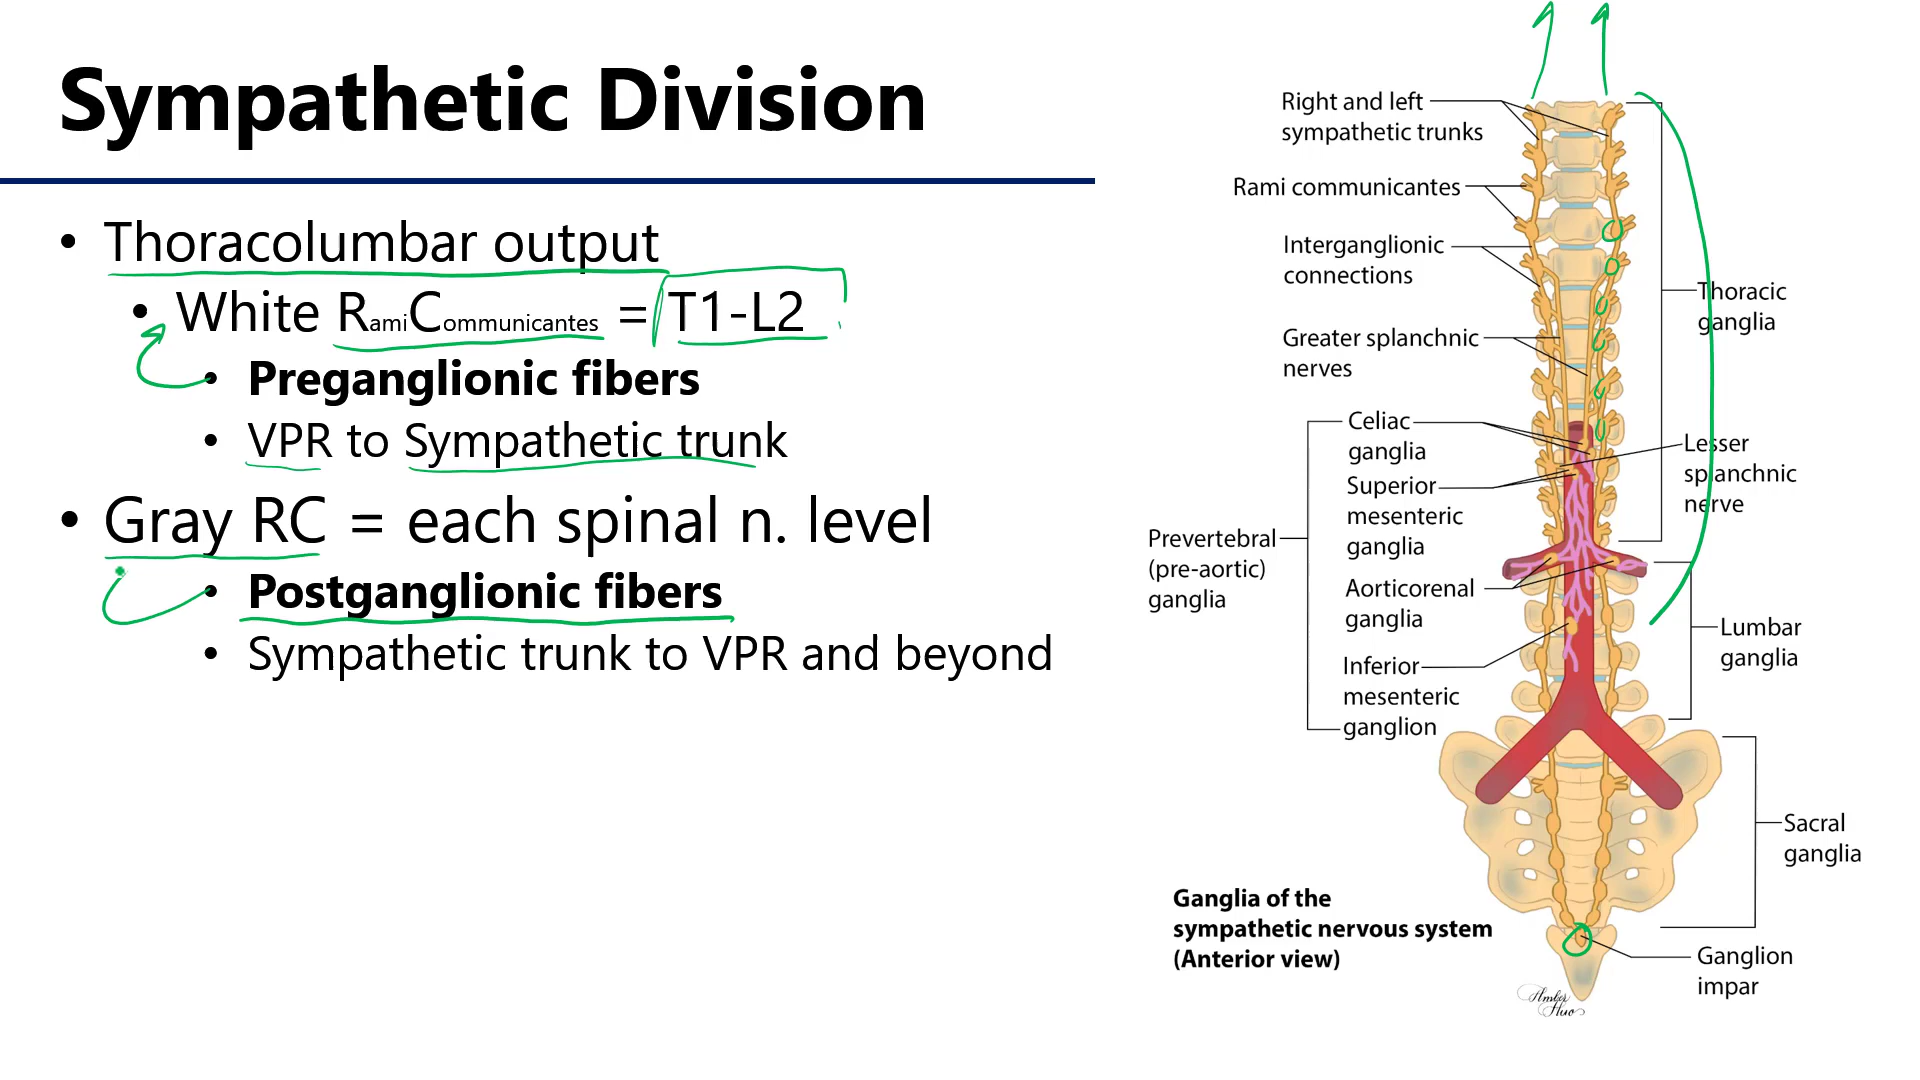 Sympathetic Division
• Thoracolumbar output
• White RamiCommunicantes = T1-L2
• Preganglionic fibers
• VPR to Sympathetic trunk
• Gray RC = each spinal n. level
• Postganglionic fibers
• Sympathetic trunk to VPR and beyond
Right and left
sympathetic trunks
Rami communicantes
Interganglionic
connections
Greater splanchnic
nerves
Celiac
ganglia
Superior
mesenteric
ganglia
Prevertebral
(pre-aortic)
ganglia
Aorticorenal
ganglia
Inferior
mesenteric
ganglion
Thoracic
ganglia
Lesser
splanchnic
nerve
Lumbar
ganglia
Sacral
ganglia
Ganglion
impar
Ganglia of the
sympathetic nervous system
(Anterior view)
Amber